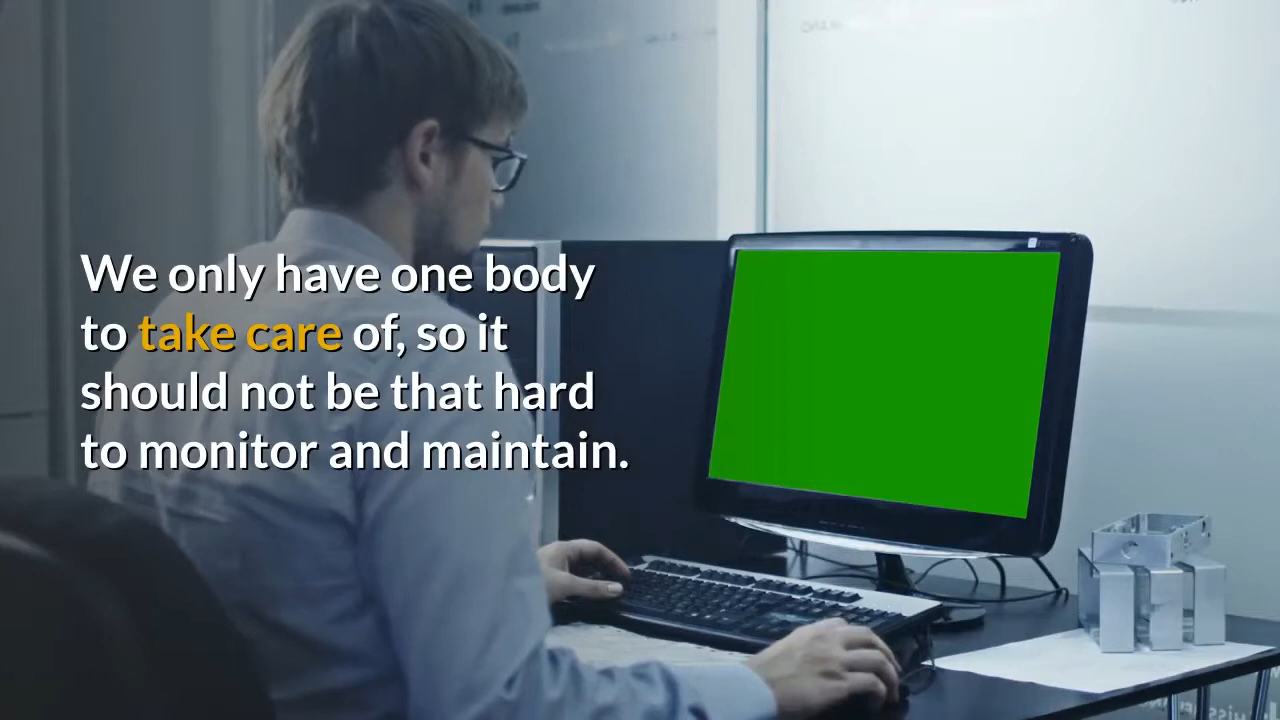 We only have one body
to take care of, so it
should not be that hard
to monitor and maintain.